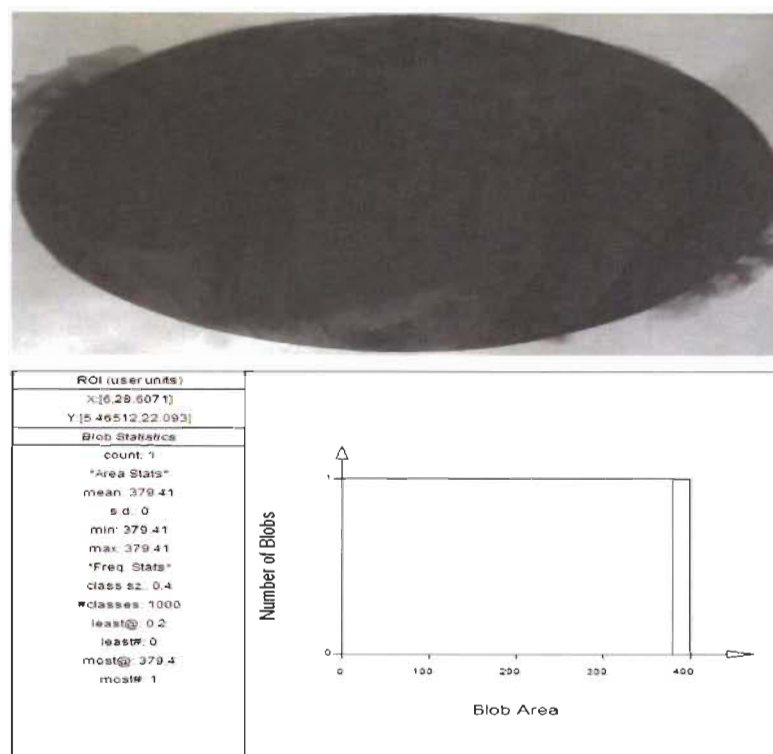 ROI (user units)
X:[6,28.6071]
Y:[5.46512,22.093]
Blob Statistics
count: 1
*Area Stats*
mean: 379.41
s.d.: 0
min: 379.41
max: 379.41
*Freq. Stats*
class sz.: 0.4
#classes: 1000
least@: 0.2
least#: 0
most@: 379.4
most#: 1
Number of Blobs
1
0
0 100 200 300 400
Blob Area